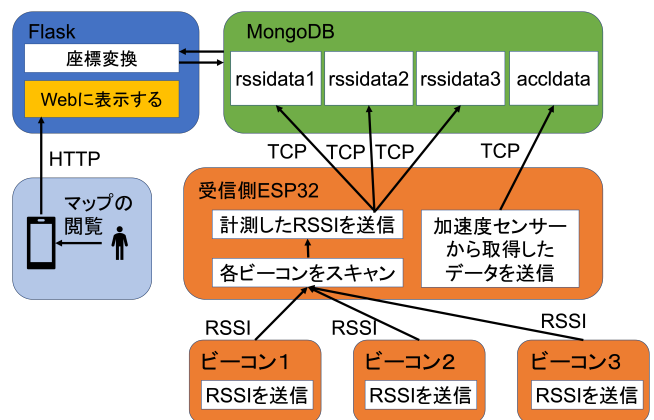 Flask
座標変換
Webに表示する
MongoDB
rssidata1
rssidata2
rssidata3
accldata
HTTP
TCP
TCP
TCP
TCP
マップの
閲覧
受信側ESP32
計測したRSSIを送信
各ビーコンをスキャン
加速度センサー
から取得した
データを送信
RSSI
RSSI
RSSI
ビーコン１
RSSIを送信
ビーコン２
RSSIを送信
ビーコン３
RSSIを送信